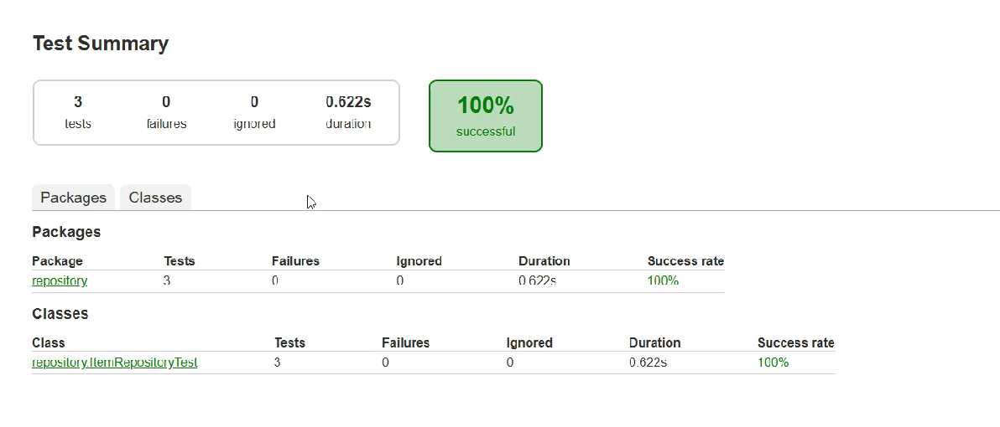 Test Summary
3 0 0 0.622s
tests failures ignored duration
100%
successful
Packages Classes
Packages
Package Tests Failures Ignored Duration Success rate
repository 3 0 0 0.622s 100%
Classes
Class Tests Failures Ignored Duration Success rate
repository.ItemRepositoryTest 3 0 0 0.622s 100%